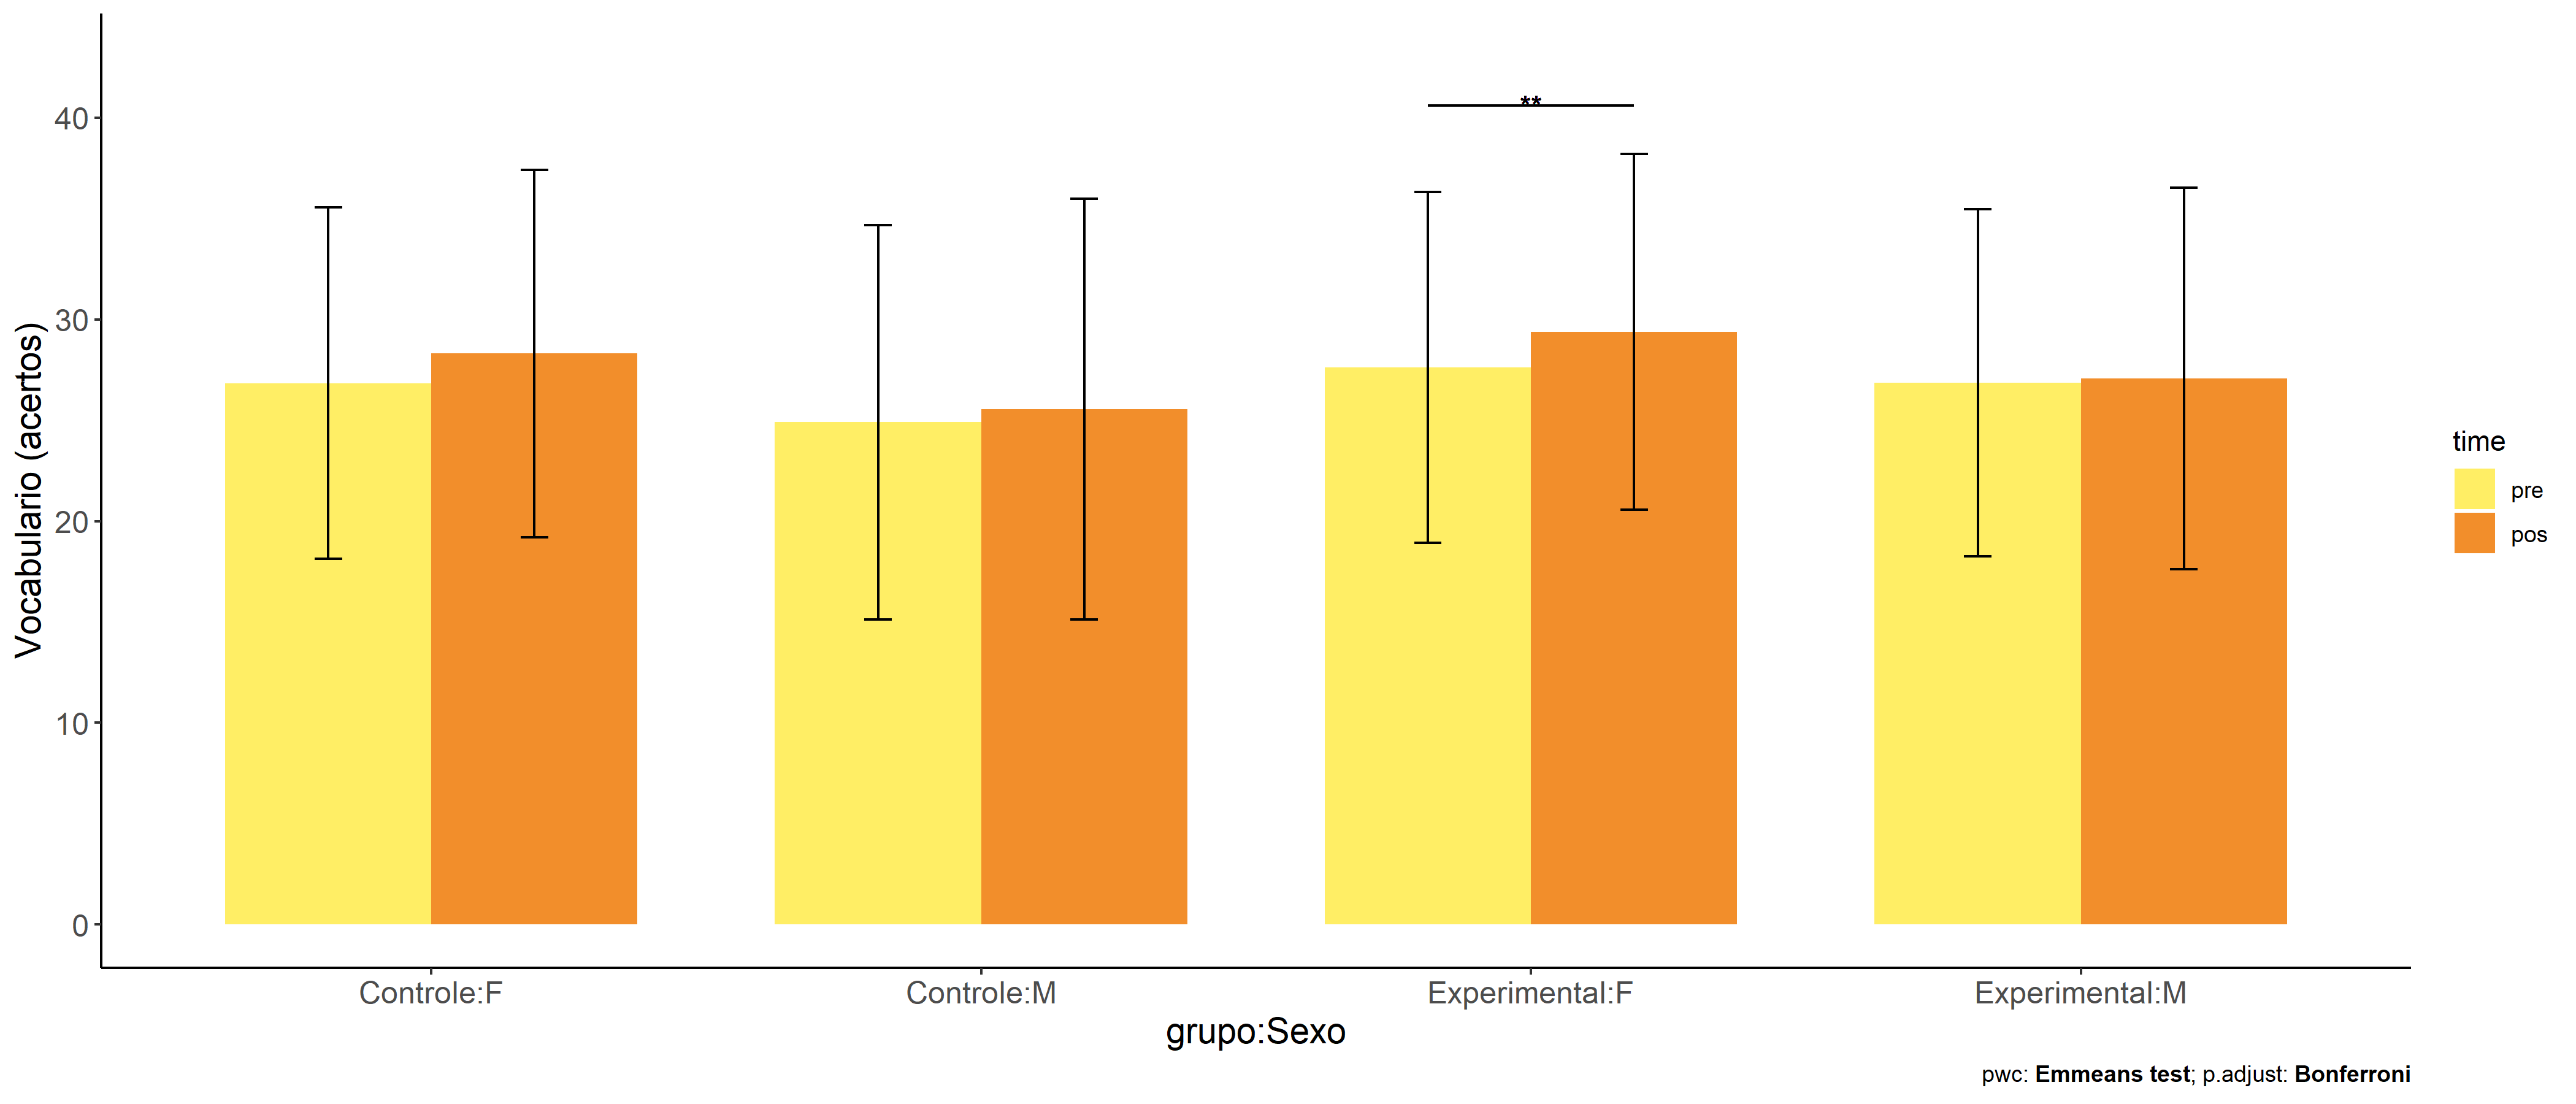 Vocabulario (acertos)
40
30
20
10
0
**
Controle:F
Controle:M
Experimental:F
Experimental:M
grupo:Sexo
time
pre
pos
pwc: Emmeans test; p.adjust: Bonferroni